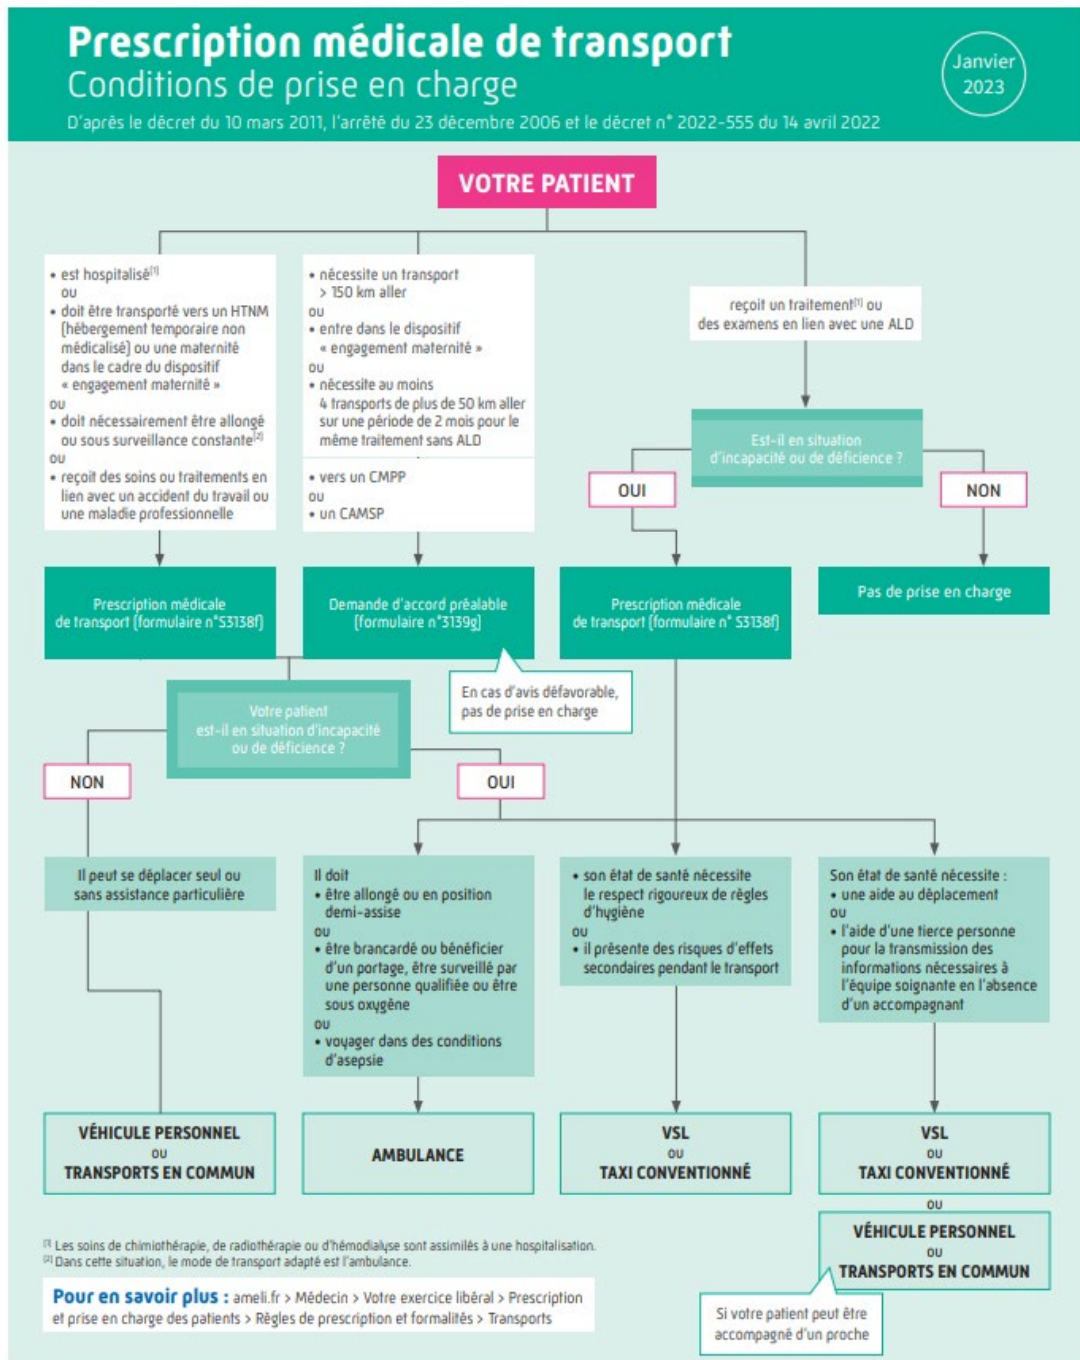 Prescription médicale de transport
Conditions de prise en charge
D'après le décret du 10 mars 2011, l'arrêté du 23 décembre 2006 et le décret n° 2022-555 du 14 avril 2022
Janvier
2023
VOTRE PATIENT
• est hospitalisé[1]
ou
• doit être transporté vers un HTNM
(hébergement temporaire non
médicalisé) ou une maternité
dans le cadre du dispositif
« engagement maternité »
ou
• doit nécessairement être allongé
ou sous surveillance constante[2]
ou
• reçoit des soins ou traitements en
lien avec un accident du travail ou
une maladie professionnelle
• nécessite un transport
> 150 km aller
ou
• entre dans le dispositif
« engagement maternité »
ou
• nécessite au moins
4 transports de plus de 50 km aller
sur une période de 2 mois pour le
même traitement sans ALD
• vers un CMPP
ou
• un CAMSP
reçoit un traitement[1] ou
des examens en lien avec une ALD
Est-il en situation
d'incapacité ou de déficience ?
OUI
NON
Prescription médicale
de transport (formulaire n°S3138f)
Demande d'accord préalable
(formulaire n°3139g)
Prescription médicale
de transport (formulaire n° S3138f)
Pas de prise en charge
En cas d'avis défavorable,
pas de prise en charge
Votre patient
est-il en situation d'incapacité
ou de déficience ?
NON
OUI
Il peut se déplacer seul ou
sans assistance particulière
Il doit
• être allongé ou en position
demi-assise
ou
• être brancardé ou bénéficier
d'un portage, être surveillé par
une personne qualifiée ou être
sous oxygène
ou
• voyager dans des conditions
d'asepsie
• son état de santé nécessite
le respect rigoureux de règles
d'hygiène
ou
• il présente des risques d'effets
secondaires pendant le transport
Son état de santé nécessite :
• une aide au déplacement
ou
• l'aide d'une tierce personne
pour la transmission des
informations nécessaires à
l'équipe soignante en l'absence
d'un accompagnant
VÉHICULE PERSONNEL
OU
TRANSPORTS EN COMMUN
AMBULANCE
VSL
OU
TAXI CONVENTIONNÉ
VSL
OU
TAXI CONVENTIONNÉ
OU
VÉHICULE PERSONNEL
OU
TRANSPORTS EN COMMUN
Si votre patient peut être
accompagné d'un proche
[1] Les soins de chimiothérapie, de radiothérapie ou d'hémodialyse sont assimilés à une hospitalisation.
[2] Dans cette situation, le mode de transport adapté est l'ambulance.
Pour en savoir plus : ameli.fr > Médecin > Votre exercice libéral > Prescription
et prise en charge des patients > Règles de prescription et formalités > Transports